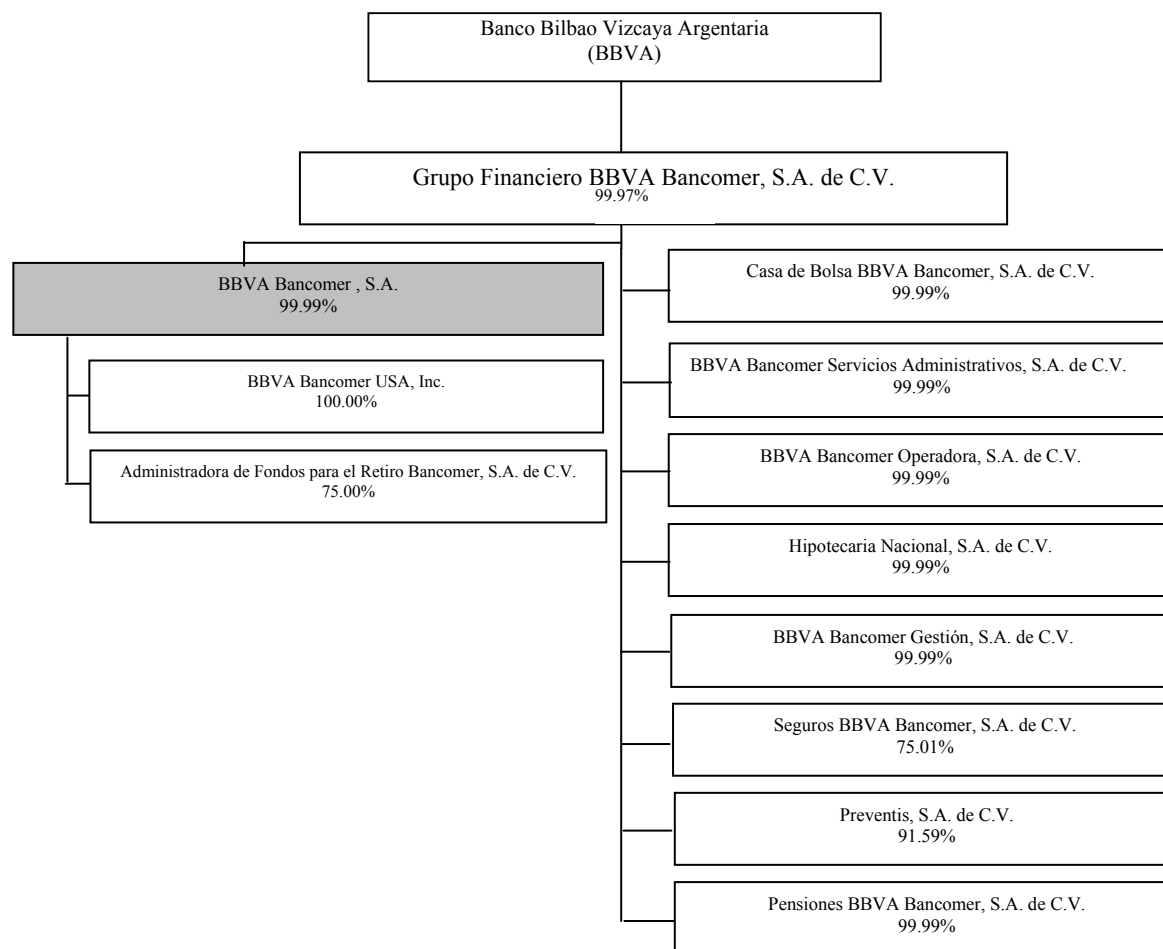 Banco Bilbao Vizcaya Argentaria
(BBVA)
Grupo Financiero BBVA Bancomer, S.A. de C.V.
99.97%
BBVA Bancomer , S.A.
99.99%
BBVA Bancomer USA, Inc.
100.00%
Administradora de Fondos para el Retiro Bancomer, S.A. de C.V.
75.00%
Casa de Bolsa BBVA Bancomer, S.A. de C.V.
99.99%
BBVA Bancomer Servicios Administrativos, S.A. de C.V.
99.99%
BBVA Bancomer Operadora, S.A. de C.V.
99.99%
Hipotecaria Nacional, S.A. de C.V.
99.99%
BBVA Bancomer Gestión, S.A. de C.V.
99.99%
Seguros BBVA Bancomer, S.A. de C.V.
75.01%
Preventis, S.A. de C.V.
91.59%
Pensiones BBVA Bancomer, S.A. de C.V.
99.99%